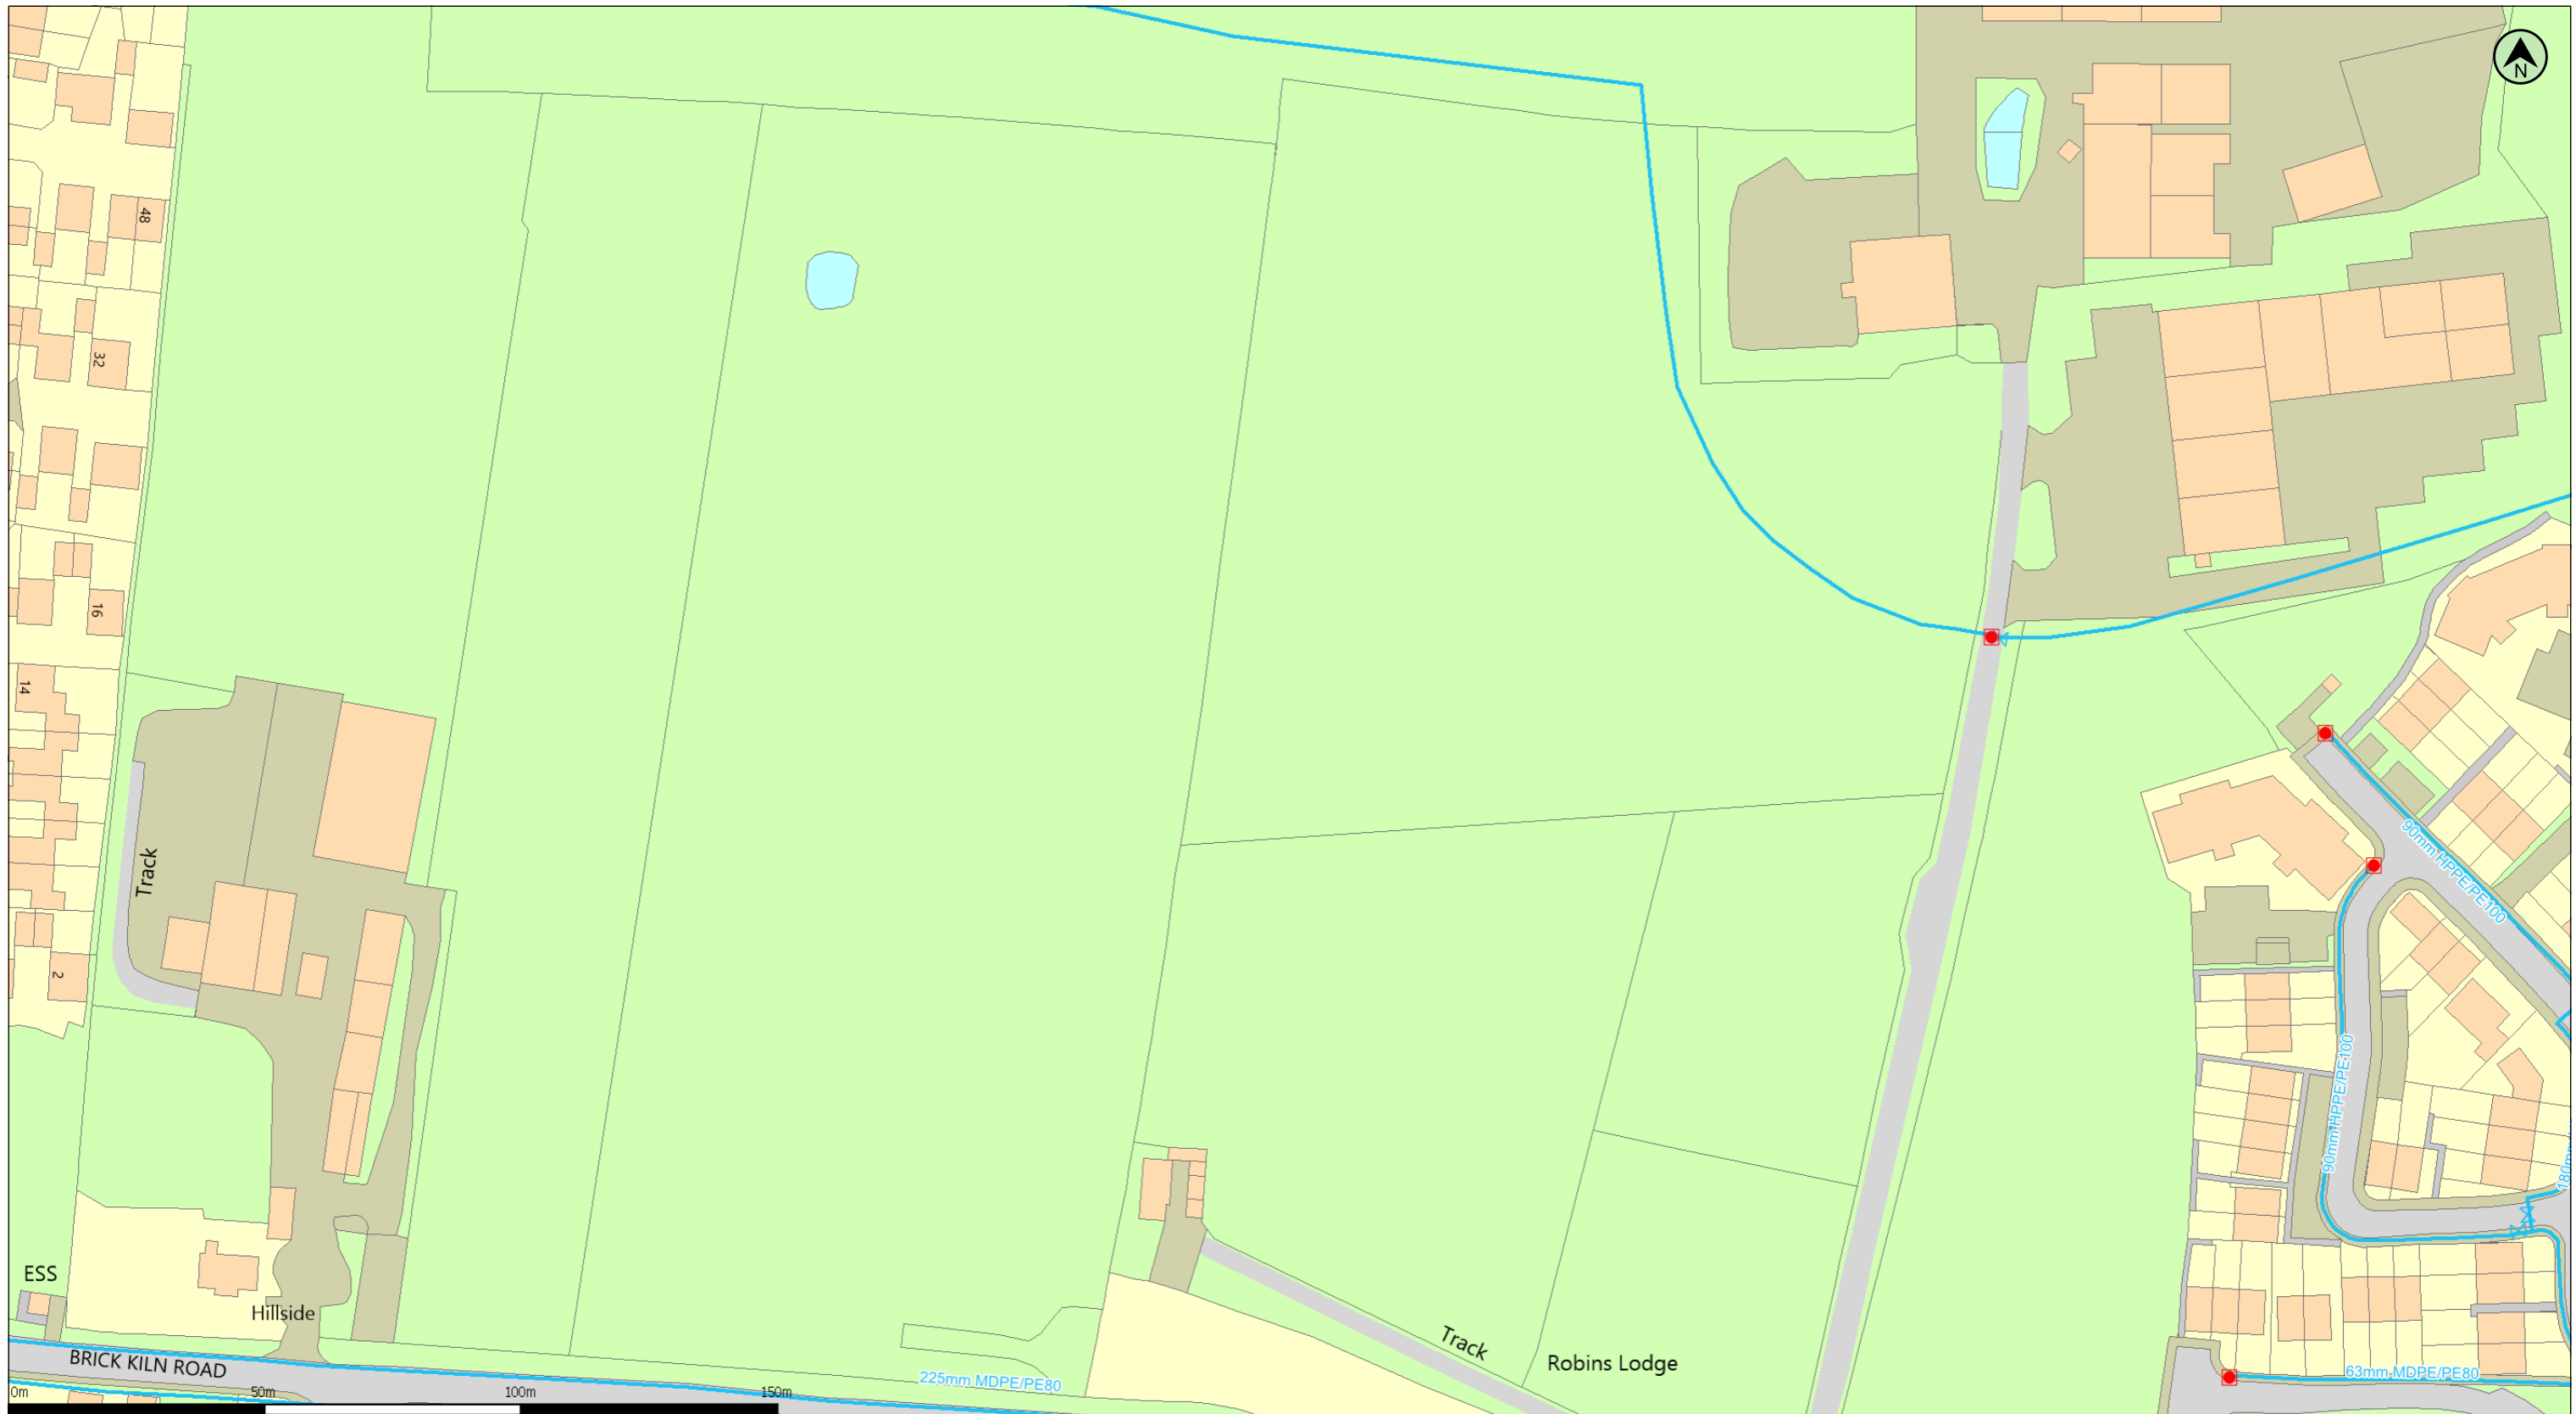 N
48
32
16
14
Track
2
90mm HPPE/PE100
90mm HPPE/PE100
ESS
Hillside
BRICK KILN ROAD
Track
Robins Lodge
225mm MDPE/PE80
63mm MDPE/PE80
0m
50m
100m
150m